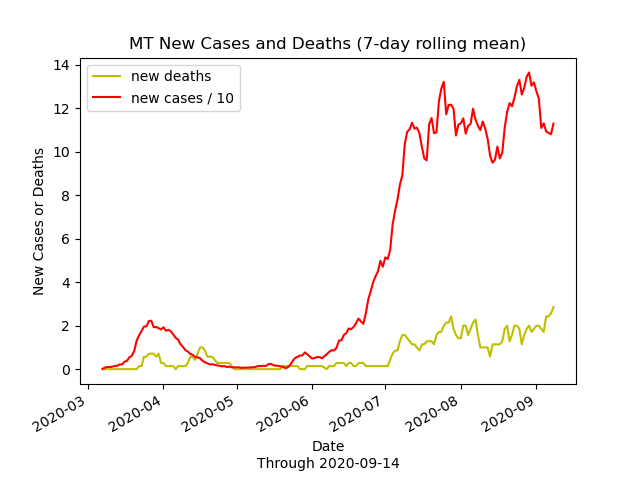 MT New Cases and Deaths (7-day rolling mean)
new deaths
new cases / 10
New Cases or Deaths
14
12
10
8
6
4
2
0
2020-03
2020-04
2020-05
2020-06
2020-07
2020-08
2020-09
Date
Through 2020-09-14